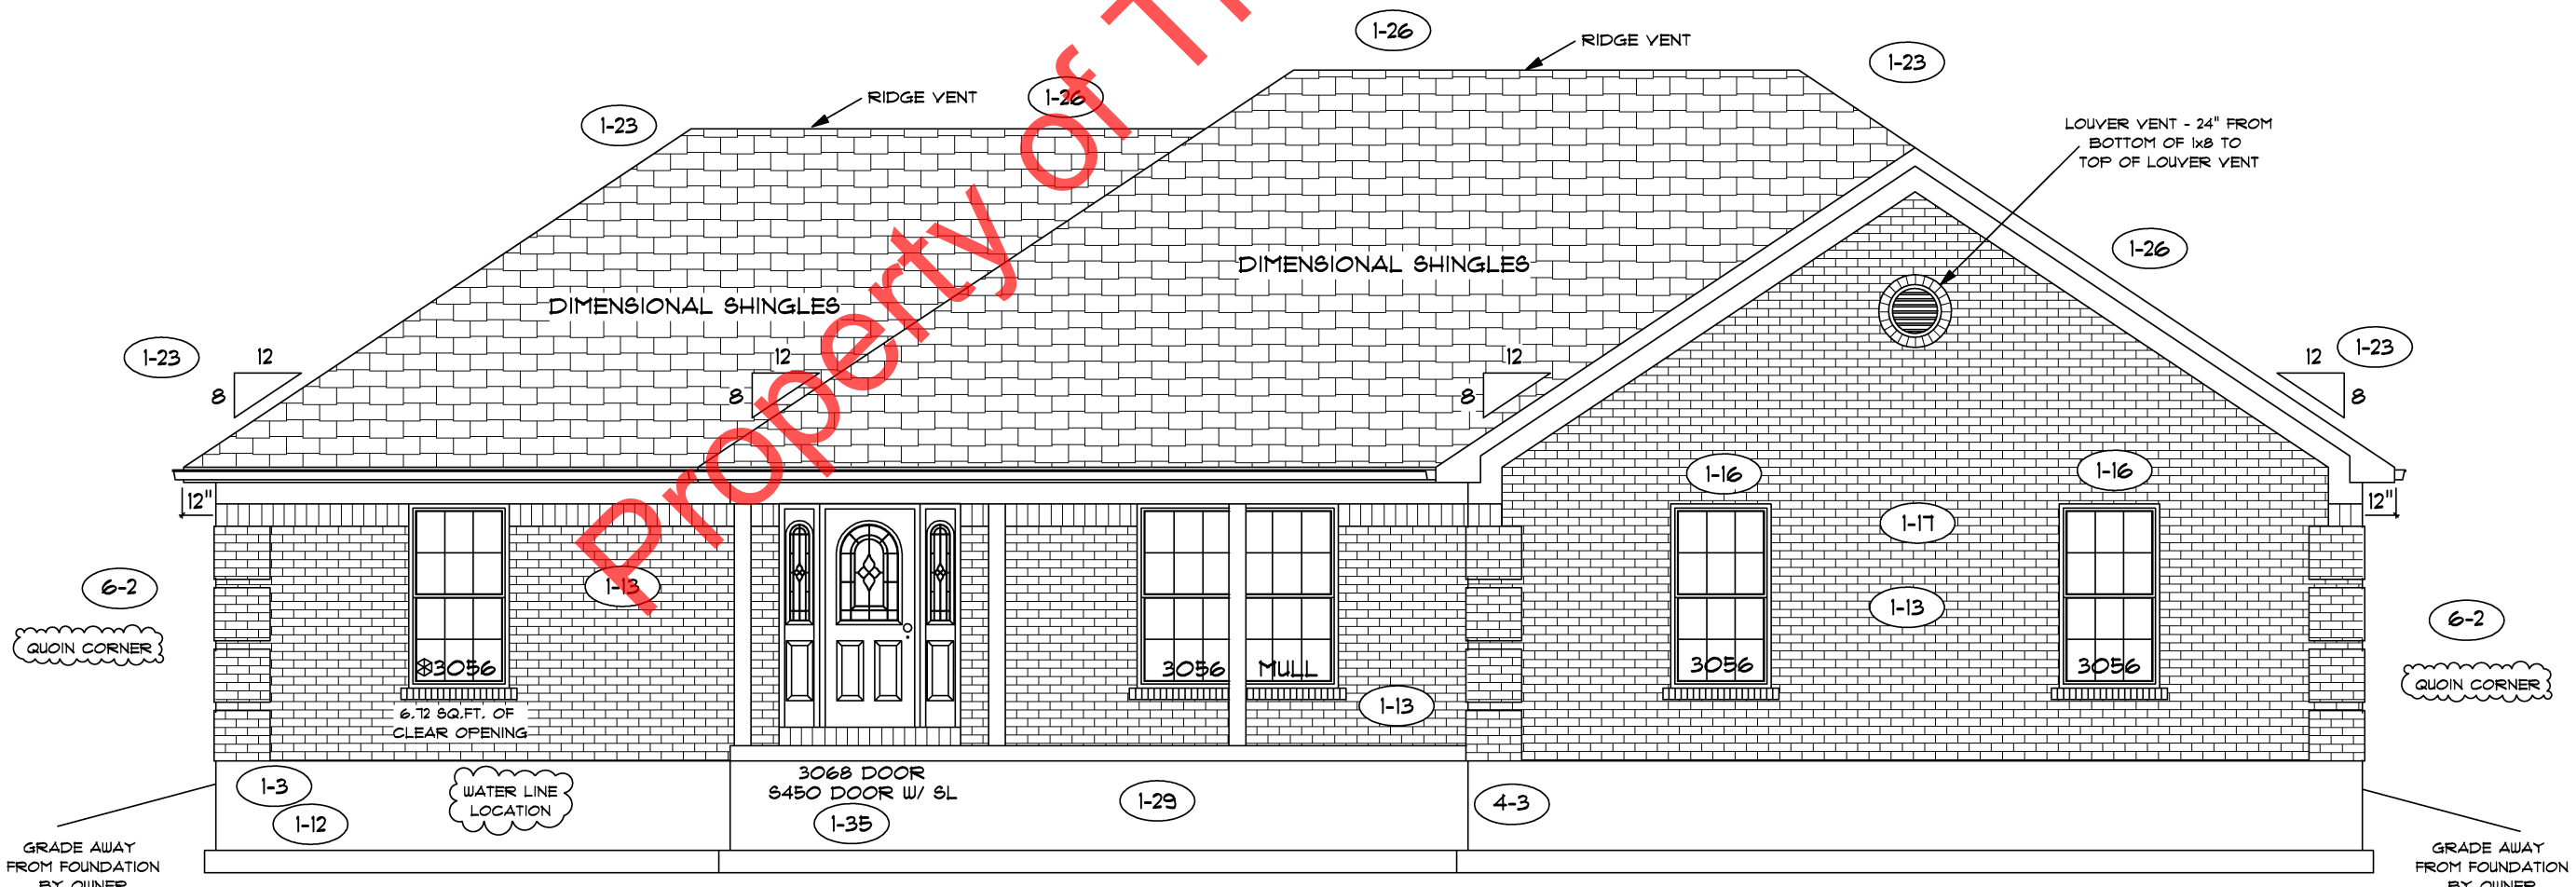 1-26
RIDGE VENT
1-23
RIDGE VENT
1-26
1-23
LOUVER VENT - 24" FROM
BOTTOM OF 1x8 TO
TOP OF LOUVER VENT
Property of
1-26
DIMENSIONAL SHINGLES
DIMENSIONAL SHINGLES
1-23
12
8
12
8
12
8
12
8
1-23
12"
1-16
1-16
12"
1-17
6-2
QUOIN CORNER
1-13
1-13
6-2
QUOIN CORNER
3056
3056
MULL
3056
3056
6.72 SQ.FT. OF
CLEAR OPENING
1-13
1-3
1-12
WATER LINE
LOCATION
3068 DOOR
S450 DOOR W/ SL
1-35
1-29
4-3
GRADE AWAY
FROM FOUNDATION
BY OWNER
GRADE AWAY
FROM FOUNDATION
BY OWNER